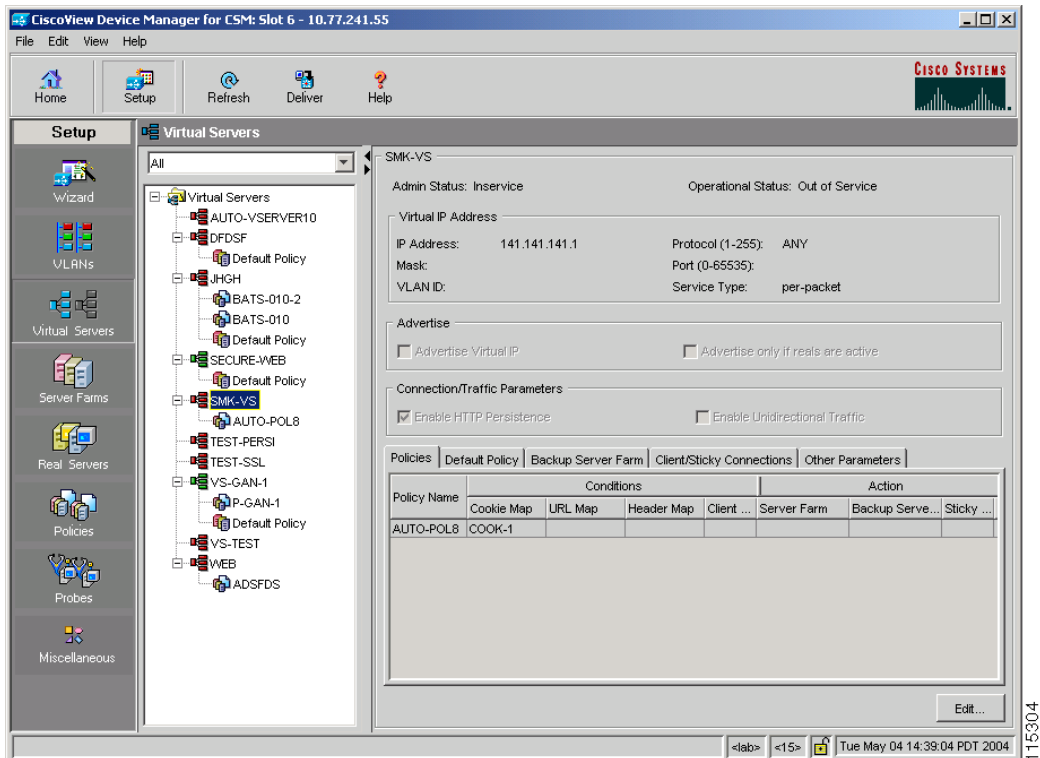 CiscoView Device Manager for CSM: Slot 6 - 10.77.241.55
File Edit View Help
Home Setup Refresh Deliver Help
CISCO SYSTEMS
Setup
Wizard
VLANs
Virtual Servers
Server Farms
Real Servers
Policies
Probes
Miscellaneous
Virtual Servers
All
Virtual Servers
AUTO-VSERVER10
DFDSF
Default Policy
JHGH
BATS-010-2
BATS-010
Default Policy
SECURE-WEB
Default Policy
SMK-VS
AUTO-POL8
TEST-PERSI
TEST-SSL
VS-GAN-1
P-GAN-1
Default Policy
VS-TEST
WEB
ADSFDS
SMK-VS
Admin Status: Inservice Operational Status: Out of Service
Virtual IP Address
IP Address: 141.141.141.1 Protocol (1-255): ANY
Mask: Port (0-65535):
VLAN ID: Service Type: per-packet
Advertise
Advertise Virtual IP Advertise only if reals are active
Connection/Traffic Parameters
Enable HTTP Persistence Enable Unidirectional Traffic
Policies Default Policy Backup Server Farm Client/Sticky Connections Other Parameters
Policy Name Conditions Action
Cookie Map URL Map Header Map Client ... Server Farm Backup Serve... Sticky ...
AUTO-POL8 COOK-1
Edit...
<lab> <15> Tue May 04 14:39:04 PDT 2004
115304